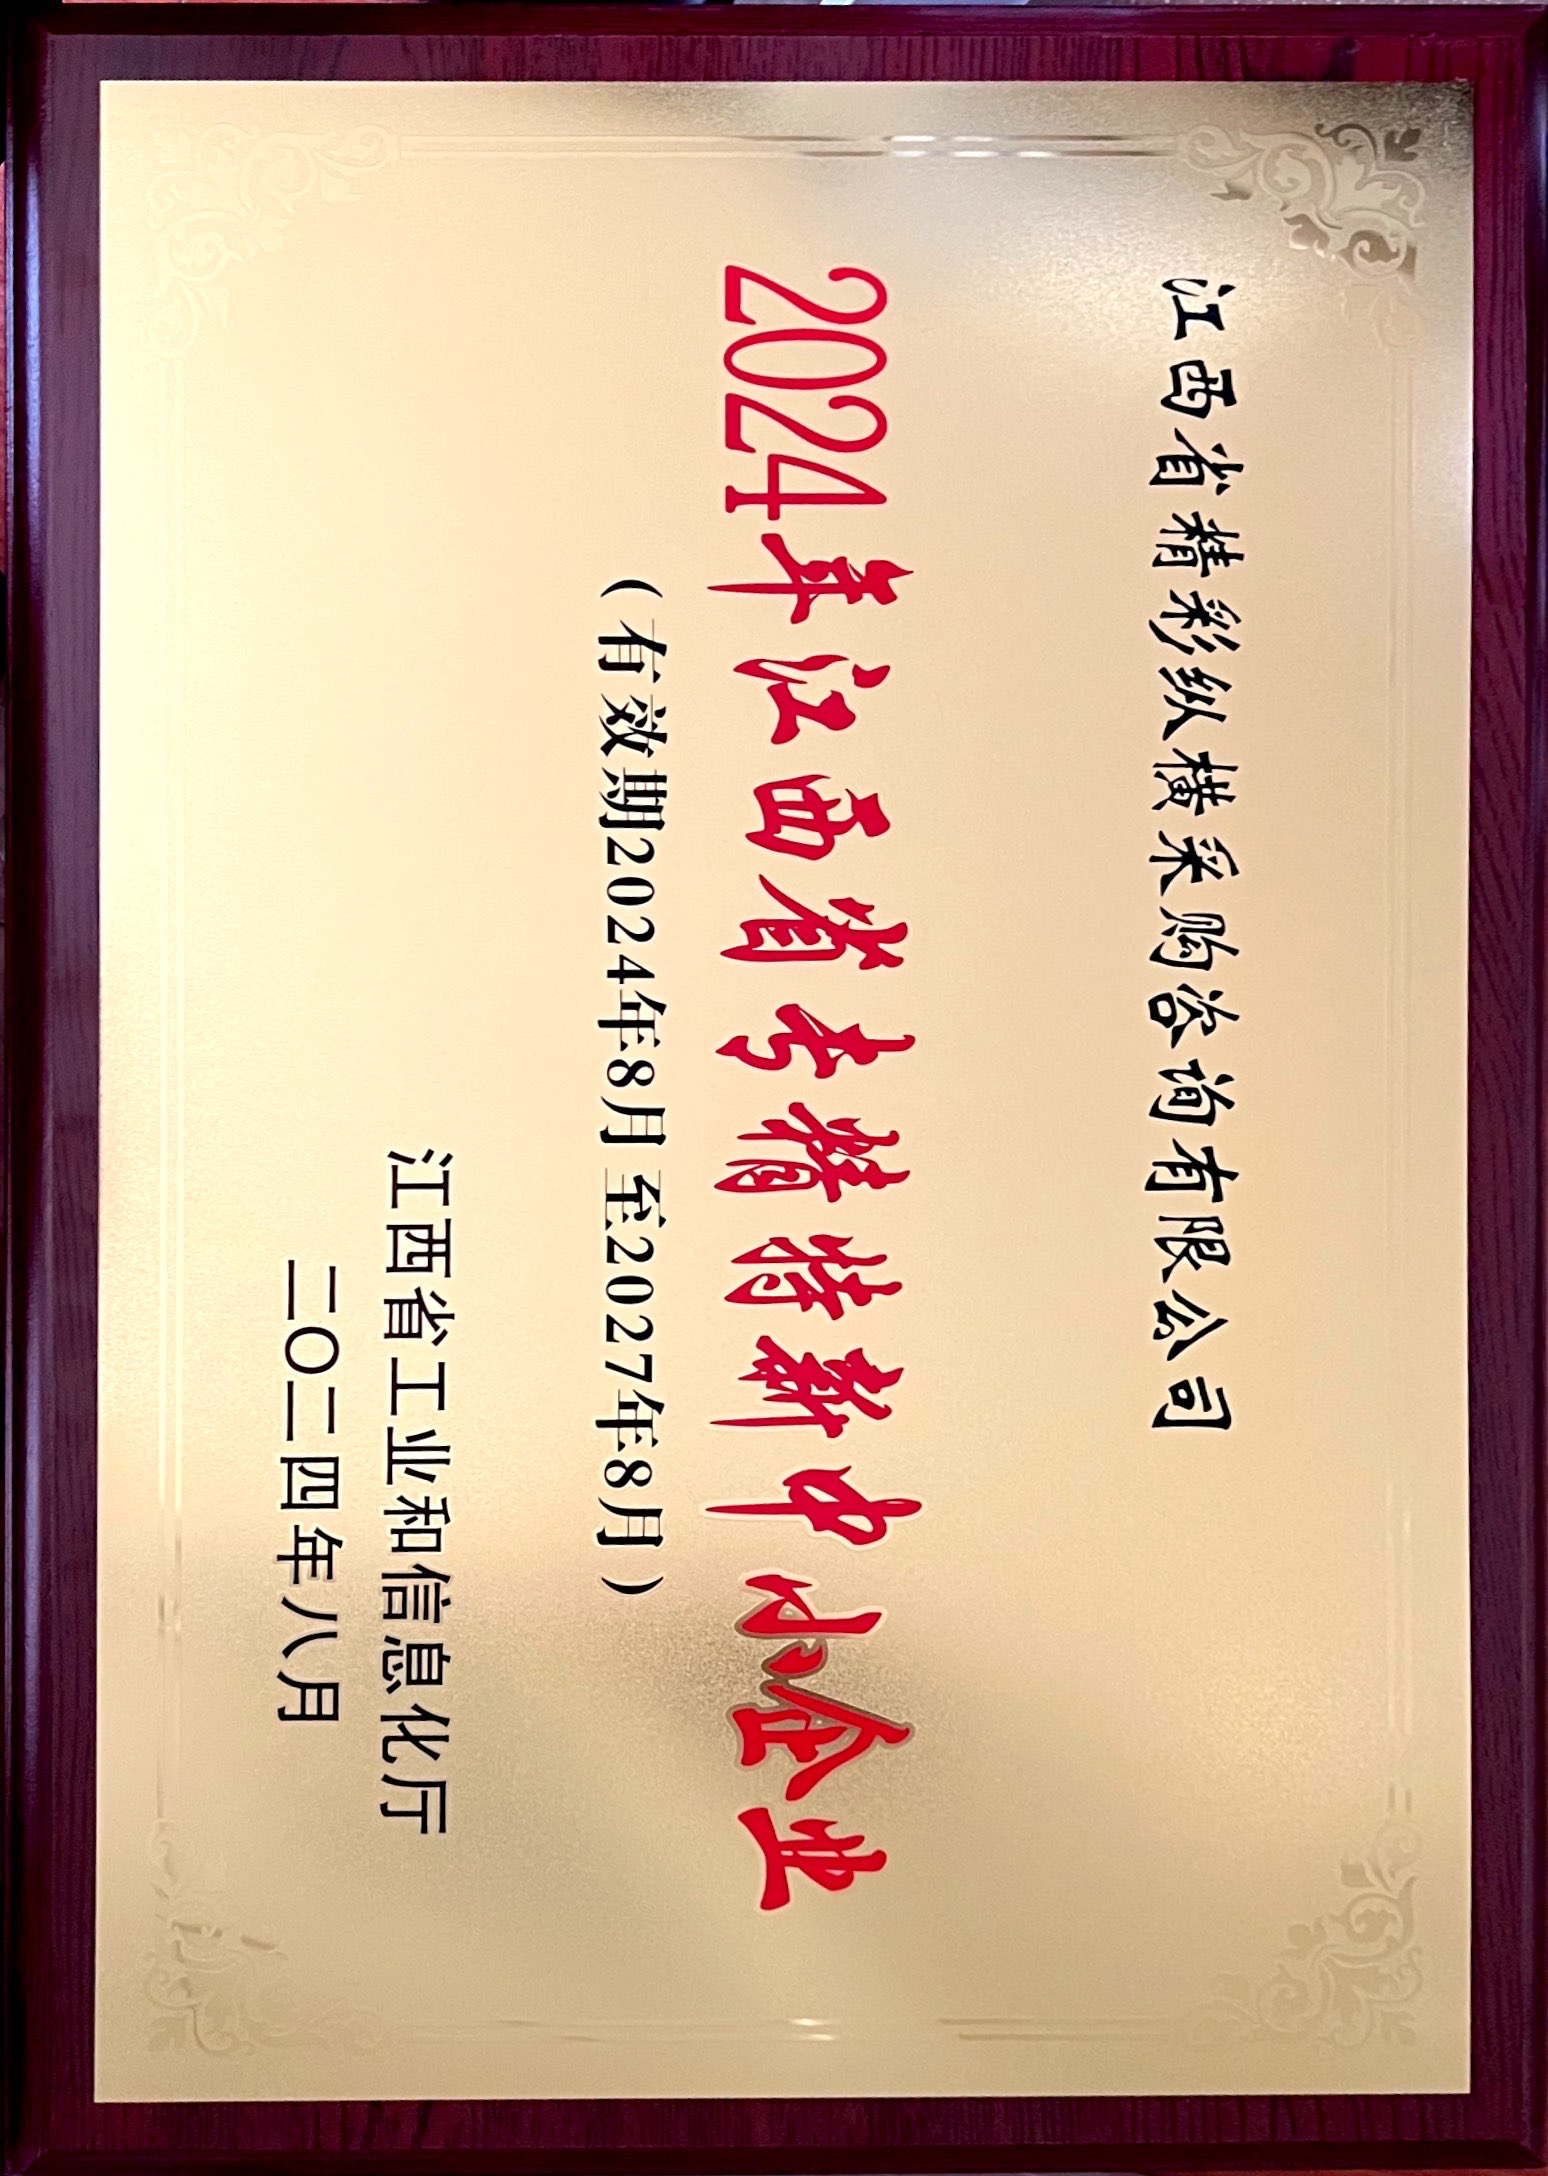 江西省精彩纵横采购咨询有限公司
2024年江西省专精特新中小企业
（有效期2024年8月至2027年8月）
江西省工业和信息化厅
二〇二四年八月